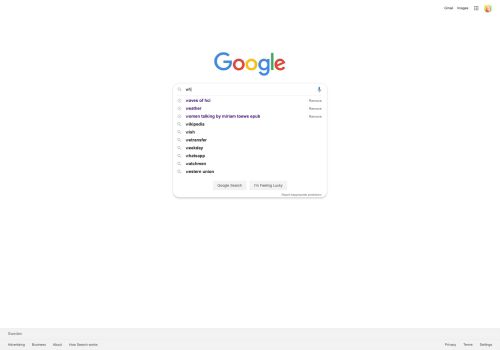 Gmail Images
Google
waves of hci Remove
weather Remove
women talking by miriam toews epub Remove
wikipedia
wish
wetransfer
weekday
whatsapp
watchmen
western union
Google Search I'm Feeling Lucky
Report inappropriate predictions
Sweden
Advertising Business About How Search works Privacy Terms Settings